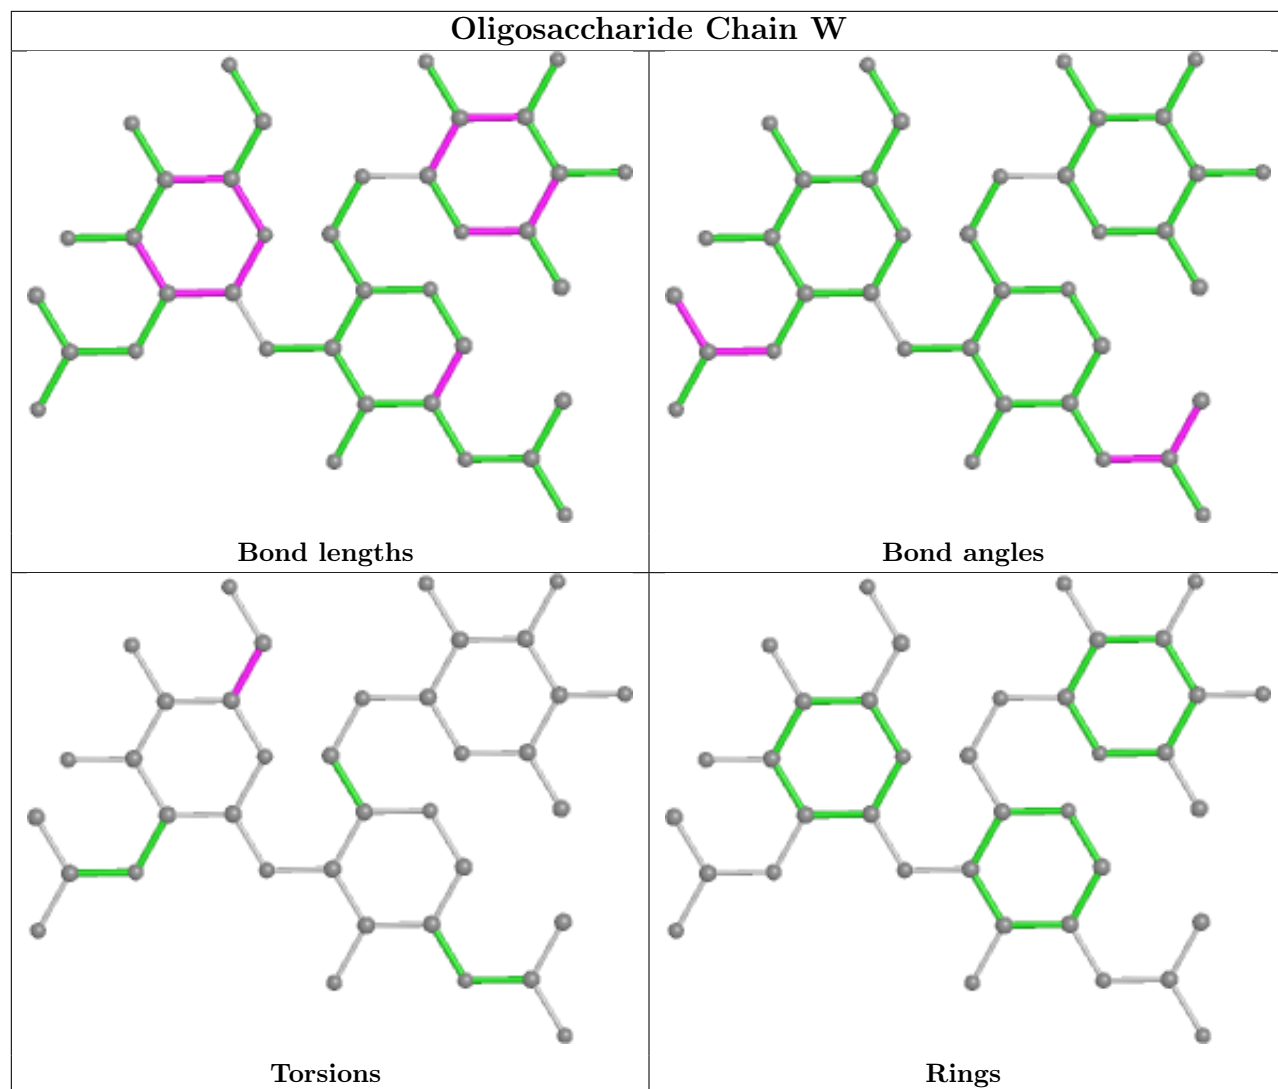 Oligosaccharide Chain W
Bond lengths
Bond angles
Torsions
Rings